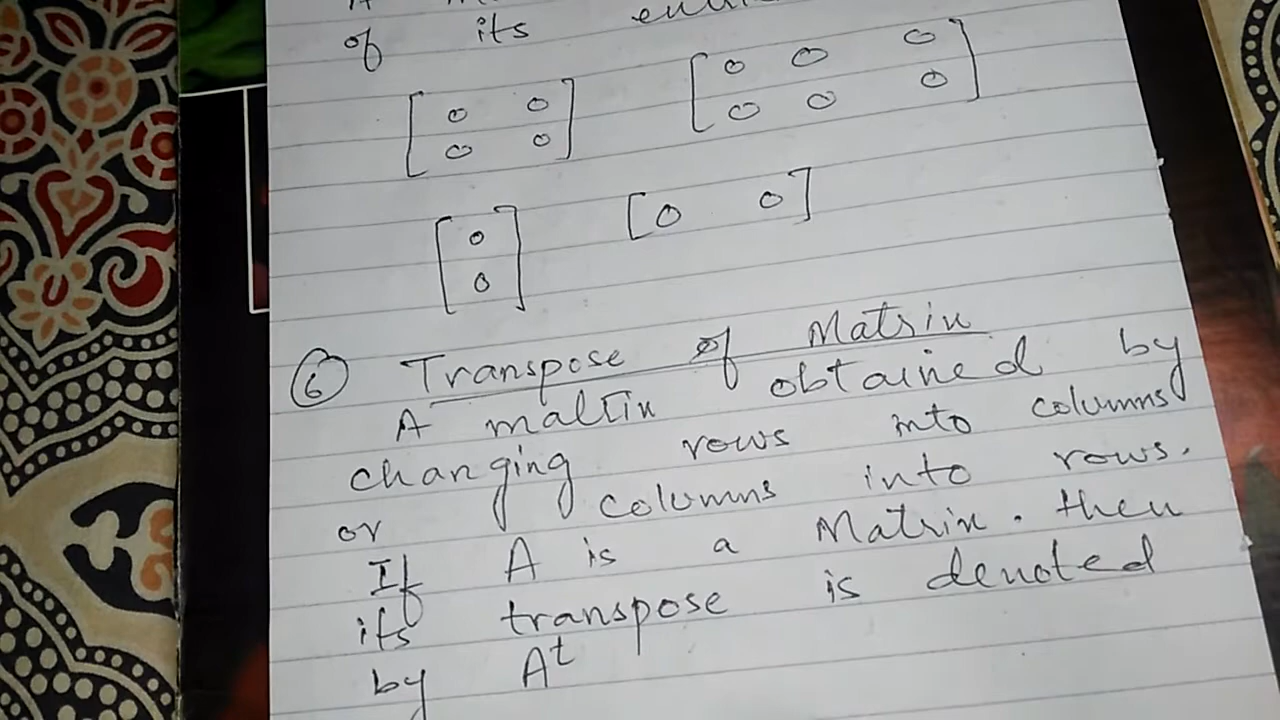 of its
[ 0 0 ] [ 0 0 0 ]
[ 0 0 ] [ 0 0 0 ]
[ 0 ] [ 0 0 ]
[ 0 ]
6 Transpose of Matrix
A matrix obtained by
changing rows into columns
or columns into rows.
If A is a Matrix. then
its transpose is denoted
by Aᵗ